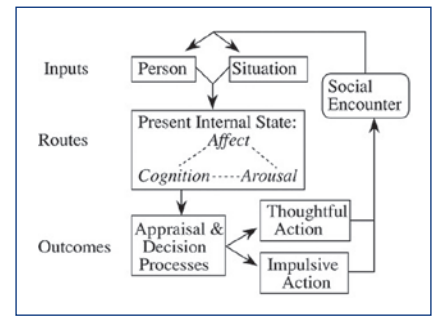 Inputs
Person
Situation
Social
Encounter
Routes
Present Internal State:
Affect
Cognition
Arousal
Outcomes
Appraisal &
Decision
Processes
Thoughtful
Action
Impulsive
Action